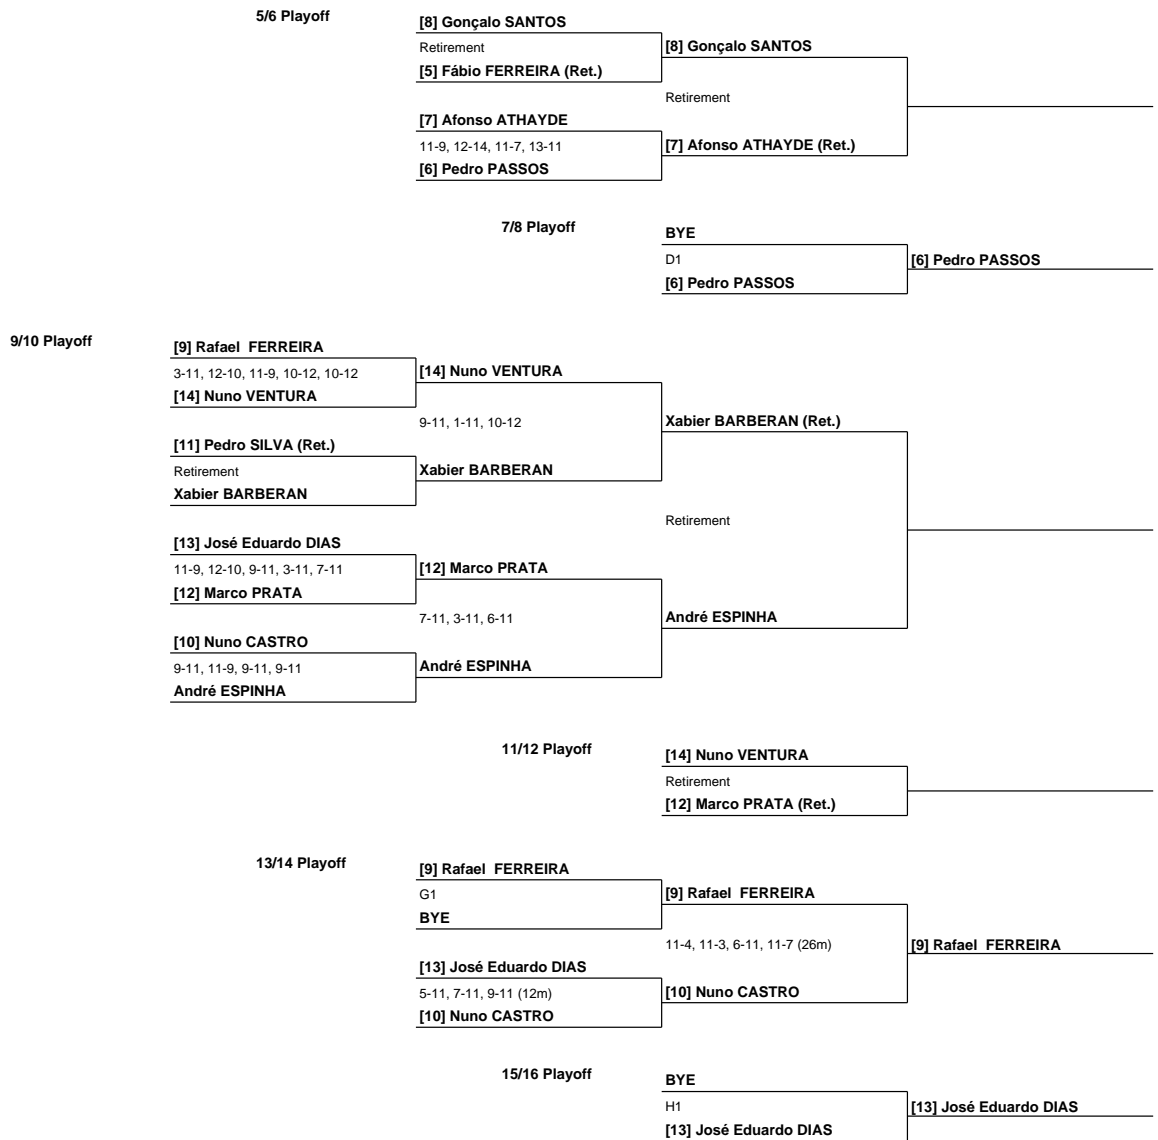 5/6 Playoff
[8] Gonçalo SANTOS
Retirement
[5] Fábio FERREIRA (Ret.)
[8] Gonçalo SANTOS
Retirement
[7] Afonso ATHAYDE
11-9, 12-14, 11-7, 13-11
[6] Pedro PASSOS
[7] Afonso ATHAYDE (Ret.)
7/8 Playoff
BYE
D1
[6] Pedro PASSOS
[6] Pedro PASSOS
9/10 Playoff
[9] Rafael  FERREIRA
3-11, 12-10, 11-9, 10-12, 10-12
[14] Nuno VENTURA
[14] Nuno VENTURA
9-11, 1-11, 10-12
[11] Pedro SILVA (Ret.)
Retirement
Xabier BARBERAN
Xabier BARBERAN
Xabier BARBERAN (Ret.)
Retirement
[13] José Eduardo DIAS
11-9, 12-10, 9-11, 3-11, 7-11
[12] Marco PRATA
[12] Marco PRATA
7-11, 3-11, 6-11
[10] Nuno CASTRO
9-11, 11-9, 9-11, 9-11
André ESPINHA
André ESPINHA
André ESPINHA
11/12 Playoff
[14] Nuno VENTURA
Retirement
[12] Marco PRATA (Ret.)
13/14 Playoff
[9] Rafael  FERREIRA
G1
BYE
[9] Rafael  FERREIRA
11-4, 11-3, 6-11, 11-7 (26m)
[9] Rafael  FERREIRA
[13] José Eduardo DIAS
5-11, 7-11, 9-11 (12m)
[10] Nuno CASTRO
[10] Nuno CASTRO
15/16 Playoff
BYE
H1
[13] José Eduardo DIAS
[13] José Eduardo DIAS